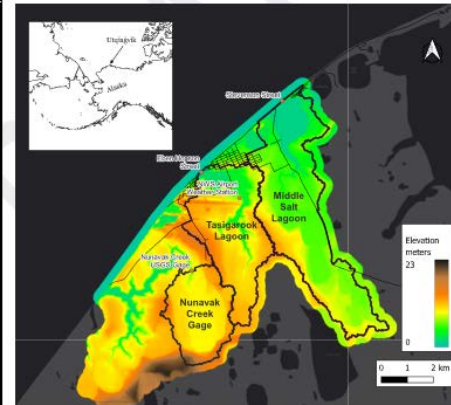 Utqiaġvik
Alaska
Stevenson Street
Eben Hopson
Street
NWS Airport
Weather Station
Middle
Salt
Lagoon
Tasigarook
Lagoon
Nunavak Creek
USGS Gage
Nunavak
Creek
Gage
Elevation
meters
23
0
0 1 2 km